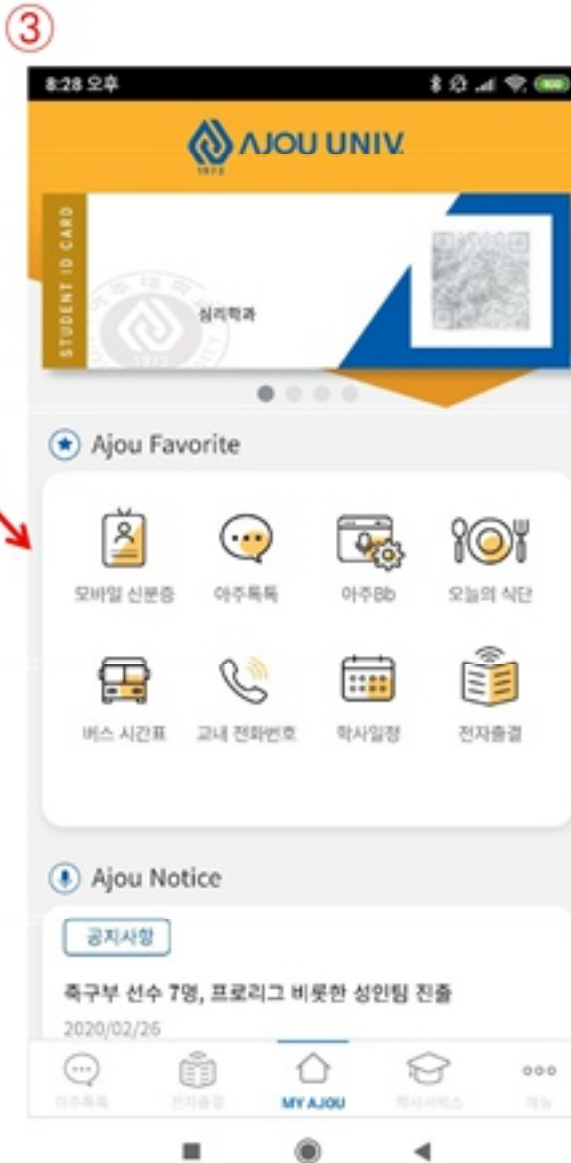 ③
8:28 오후
AJOU UNIV.
1973
STUDENT ID CARD
심리학과
Ajou Favorite
모바일 신분증 아주톡톡 아주Bb 오늘의 식단
버스 시간표 교내 전화번호 학사일정 전자출결
Ajou Notice
공지사항
축구부 선수 7명, 프로리그 비롯한 성인팀 진출
2020/02/26
아주톡톡 전자출결 MY AJOU 학사서비스 메뉴